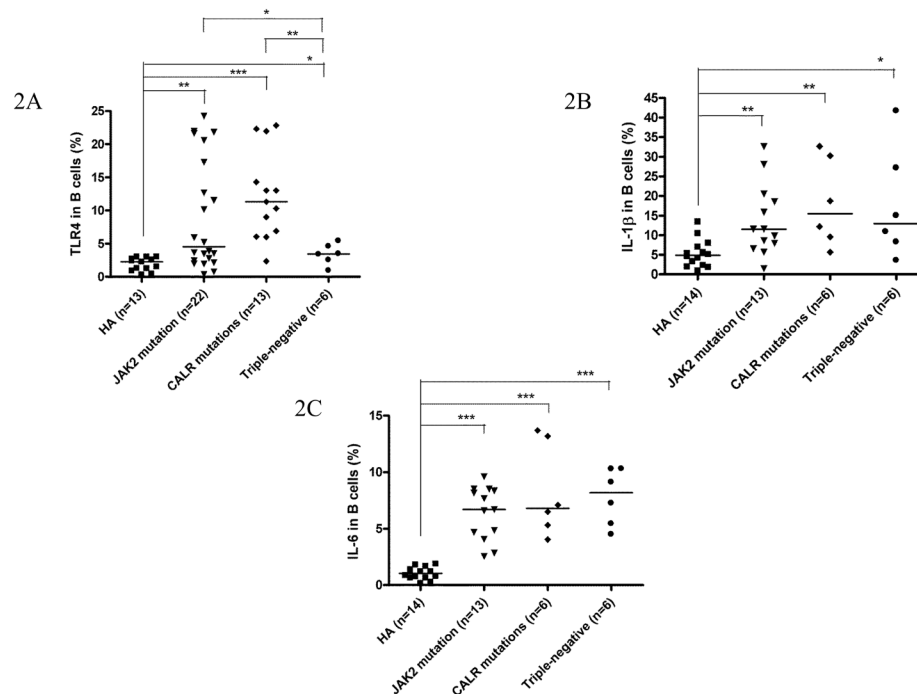 2A
*
**
*
***
**
TLR4 in B cells (%)
25
20
15
10
5
0
HA (n=13)
JAK2 mutation (n=22)
CALR mutations (n=13)
Triple-negative (n=6)
2B
*
**
**
IL-1β in B cells (%)
45
40
35
30
25
20
15
10
5
0
HA (n=14)
JAK2 mutation (n=13)
CALR mutations (n=6)
Triple-negative (n=6)
2C
***
***
***
IL-6 in B cells (%)
15
10
5
0
HA (n=14)
JAK2 mutation (n=13)
CALR mutations (n=6)
Triple-negative (n=6)